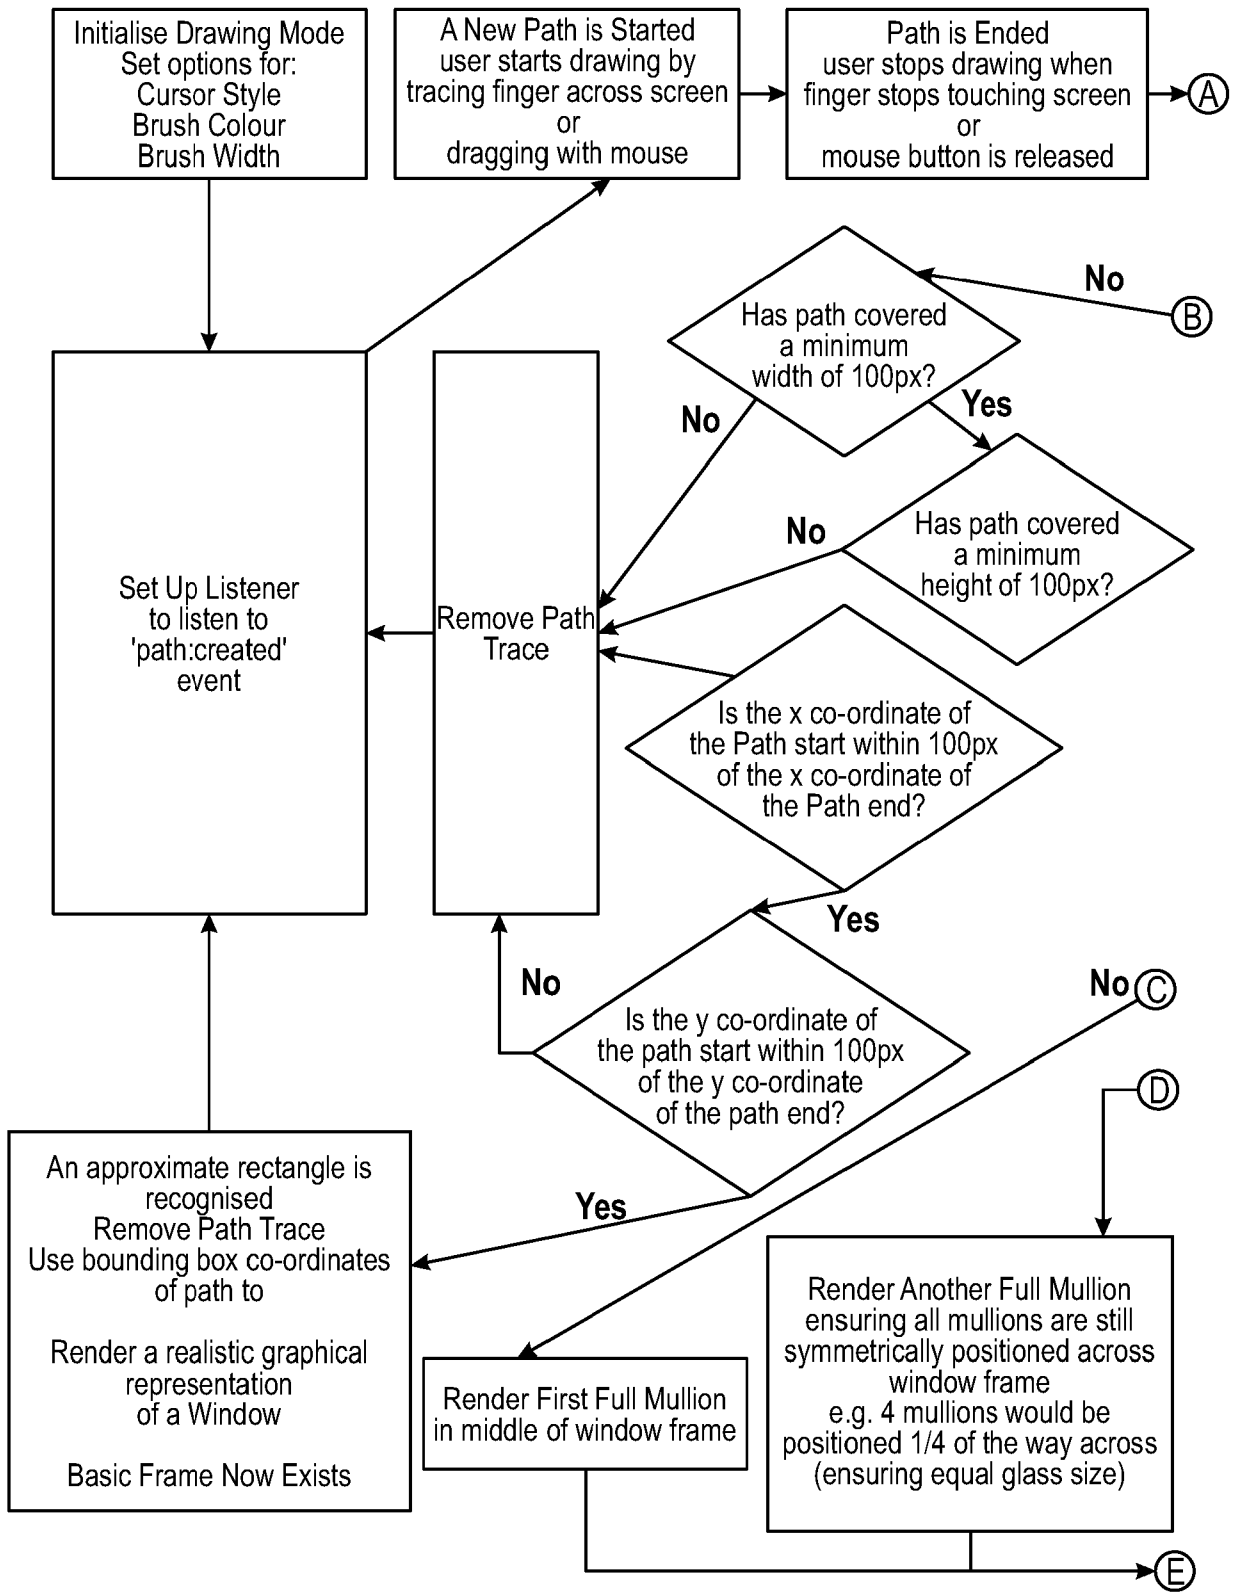 Initialise Drawing Mode
Set options for:
Cursor Style
Brush Colour
Brush Width
A New Path is Started
user starts drawing by
tracing finger across screen
or
dragging with mouse
Path is Ended
user stops drawing when
finger stops touching screen
or
mouse button is released
A
No
B
Has path covered
a minimum
width of 100px?
No
Yes
Has path covered
a minimum
height of 100px?
No
Set Up Listener
to listen to
'path:created'
event
Remove Path
Trace
Is the x co-ordinate of
the Path start within 100px
of the x co-ordinate of
the Path end?
Yes
No
Is the y co-ordinate of
the path start within 100px
of the y co-ordinate
of the path end?
No
C
D
Yes
An approximate rectangle is
recognised
Remove Path Trace
Use bounding box co-ordinates
of path to
Render a realistic graphical
representation
of a Window
Basic Frame Now Exists
Render First Full Mullion
in middle of window frame
Render Another Full Mullion
ensuring all mullions are still
symmetrically positioned across
window frame
e.g. 4 mullions would be
positioned 1/4 of the way across
(ensuring equal glass size)
E